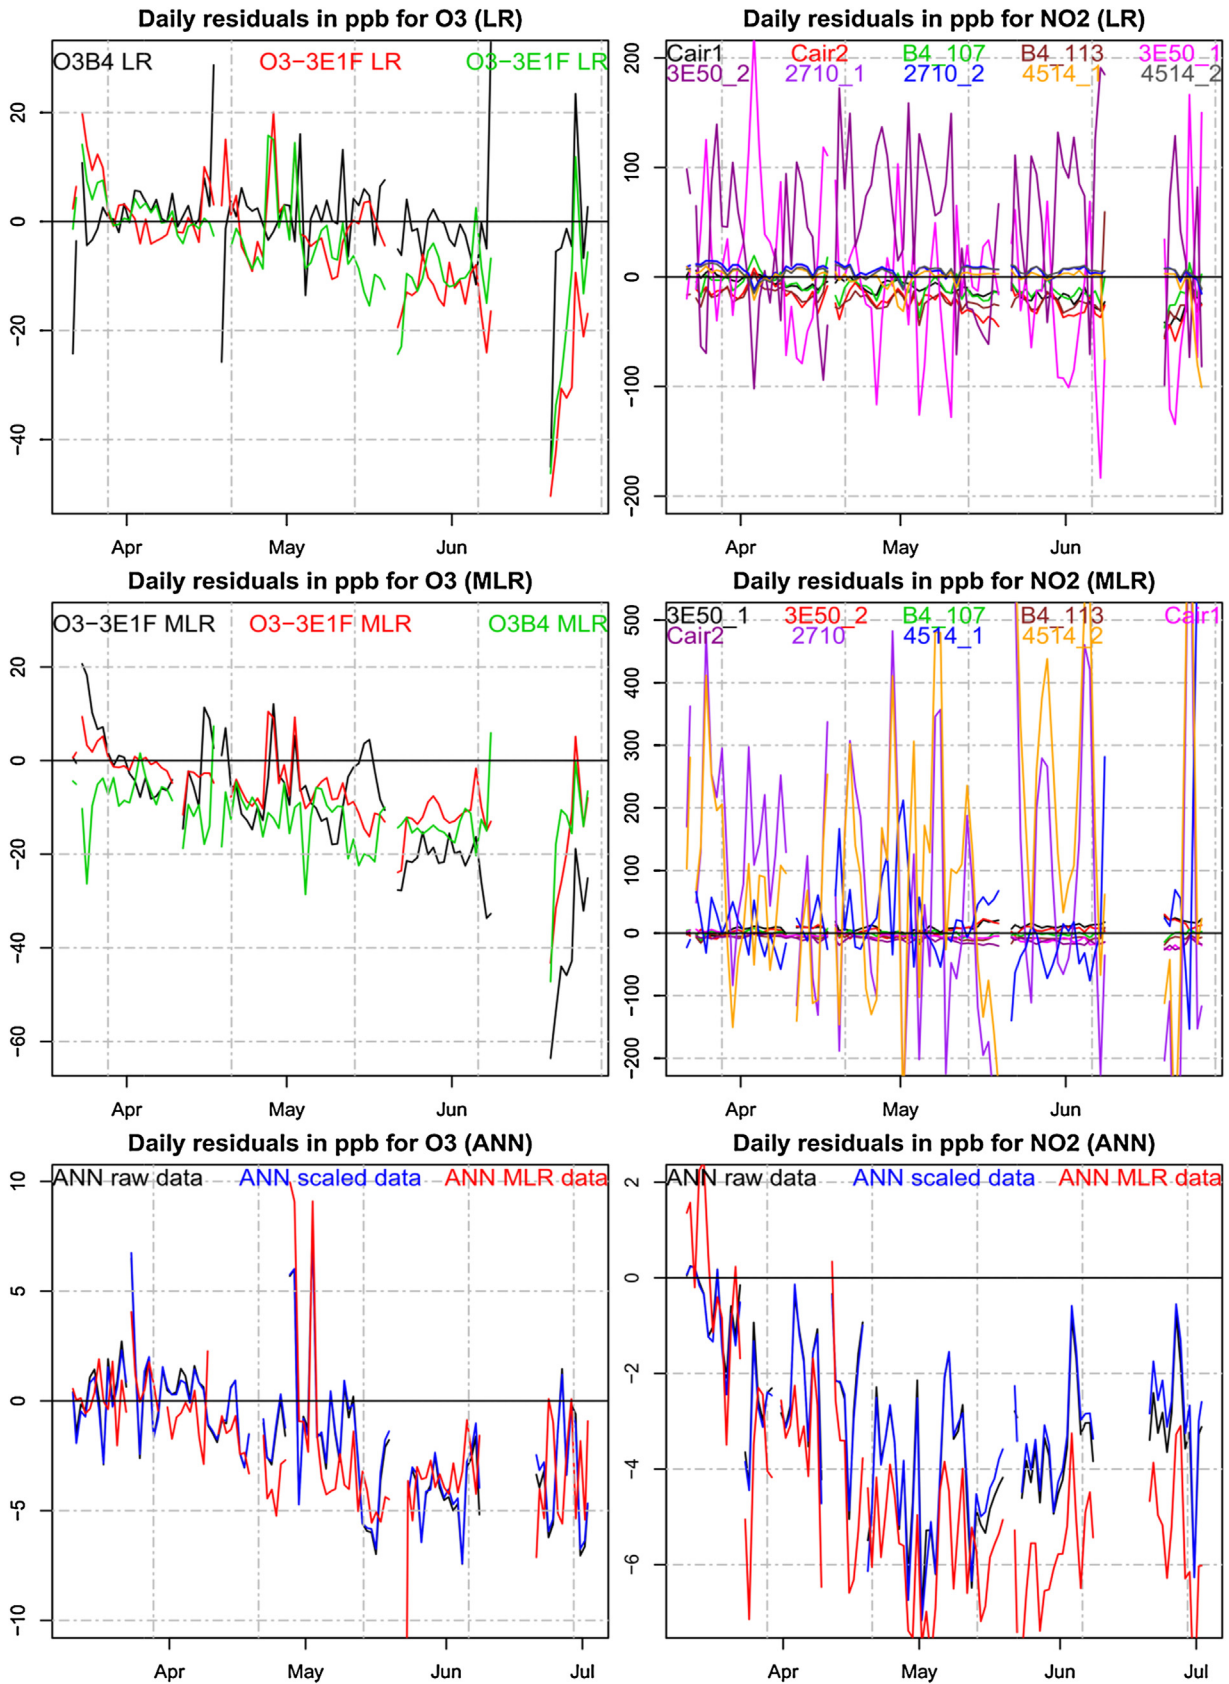 Daily residuals in ppb for O3 (LR)
O3B4 LR O3−3E1F LR O3−3E1F LR
20
0
−20
−40
Apr May Jun
Daily residuals in ppb for NO2 (LR)
Cair1 Cair2 B4_107 B4_113 3E50_1
3E50_2 2710_1 2710_2 4514_1 4514_2
200
100
0
−100
−200
Apr May Jun
Daily residuals in ppb for O3 (MLR)
O3−3E1F MLR O3−3E1F MLR O3B4 MLR
20
0
−20
−40
−60
Apr May Jun
Daily residuals in ppb for NO2 (MLR)
3E50_1 3E50_2 B4_107 B4_113 Cair1
Cair2 2710 4514_1 4514_2
500
400
300
200
100
0
−100
−200
Apr May Jun
Daily residuals in ppb for O3 (ANN)
ANN raw data ANN scaled data ANN MLR data
10
5
0
−5
−10
Apr May Jun Jul
Daily residuals in ppb for NO2 (ANN)
ANN raw data ANN scaled data ANN MLR data
2
0
−2
−4
−6
Apr May Jun Jul